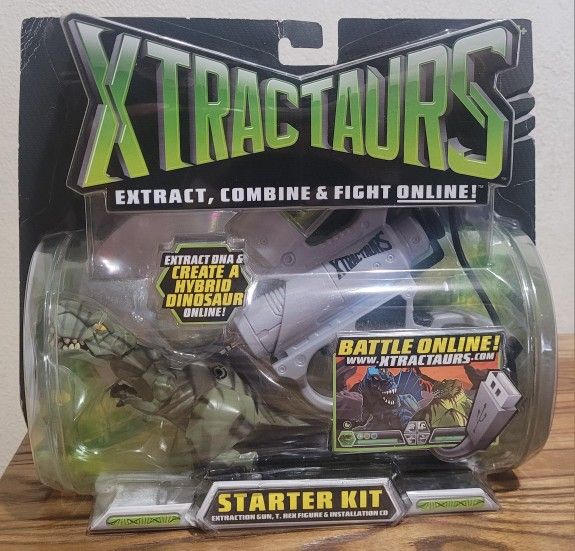 XTRACTAURS
EXTRACT, COMBINE & FIGHT ONLINE!™
XTRACTAURS
EXTRACT DNA &
CREATE A
HYBRID
DINOSAUR
ONLINE!
BATTLE ONLINE!
WWW.XTRACTAURS.COM
STARTER KIT
EXTRACTION GUN, T. REX FIGURE & INSTALLATION CD